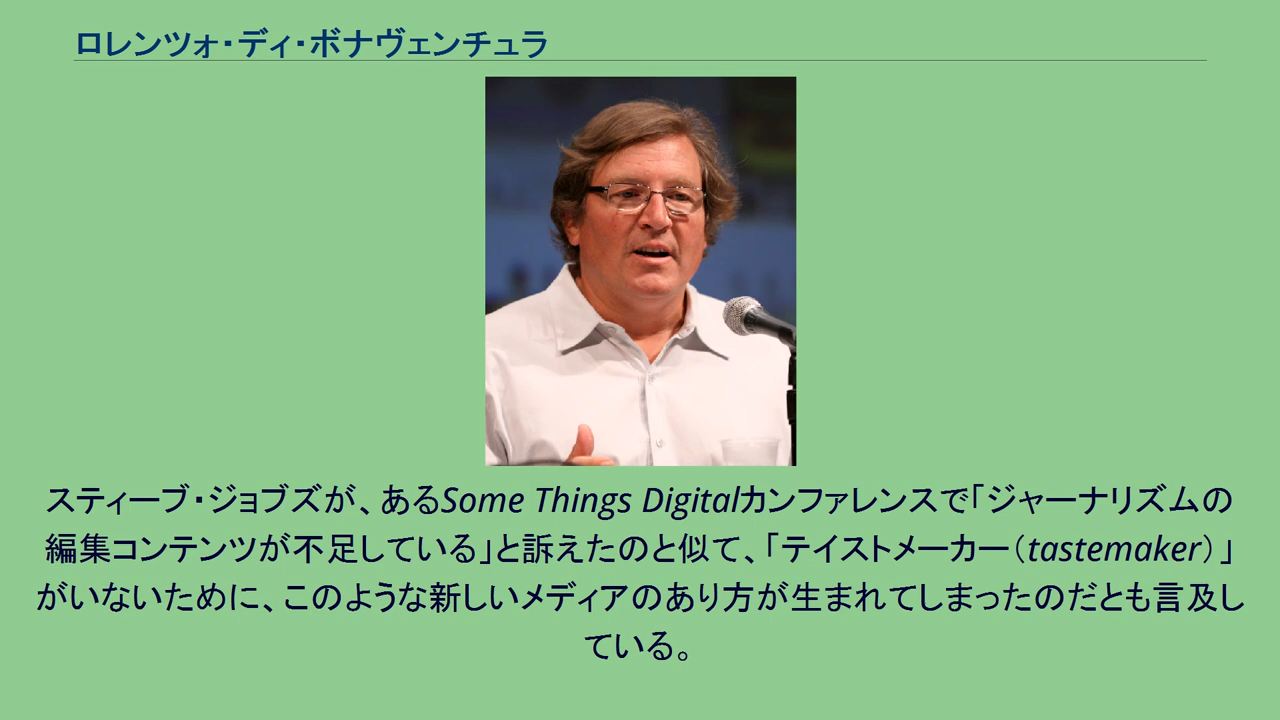 ロレンツォ・ディ・ボナヴェンチュラ
スティーブ・ジョブズが、あるSome Things Digitalカンファレンスで「ジャーナリズムの
編集コンテンツが不足している」と訴えたのと似て、「テイストメーカー（tastemaker）」
がいないために、このような新しいメディアのあり方が生まれてしまったのだとも言及し
ている。